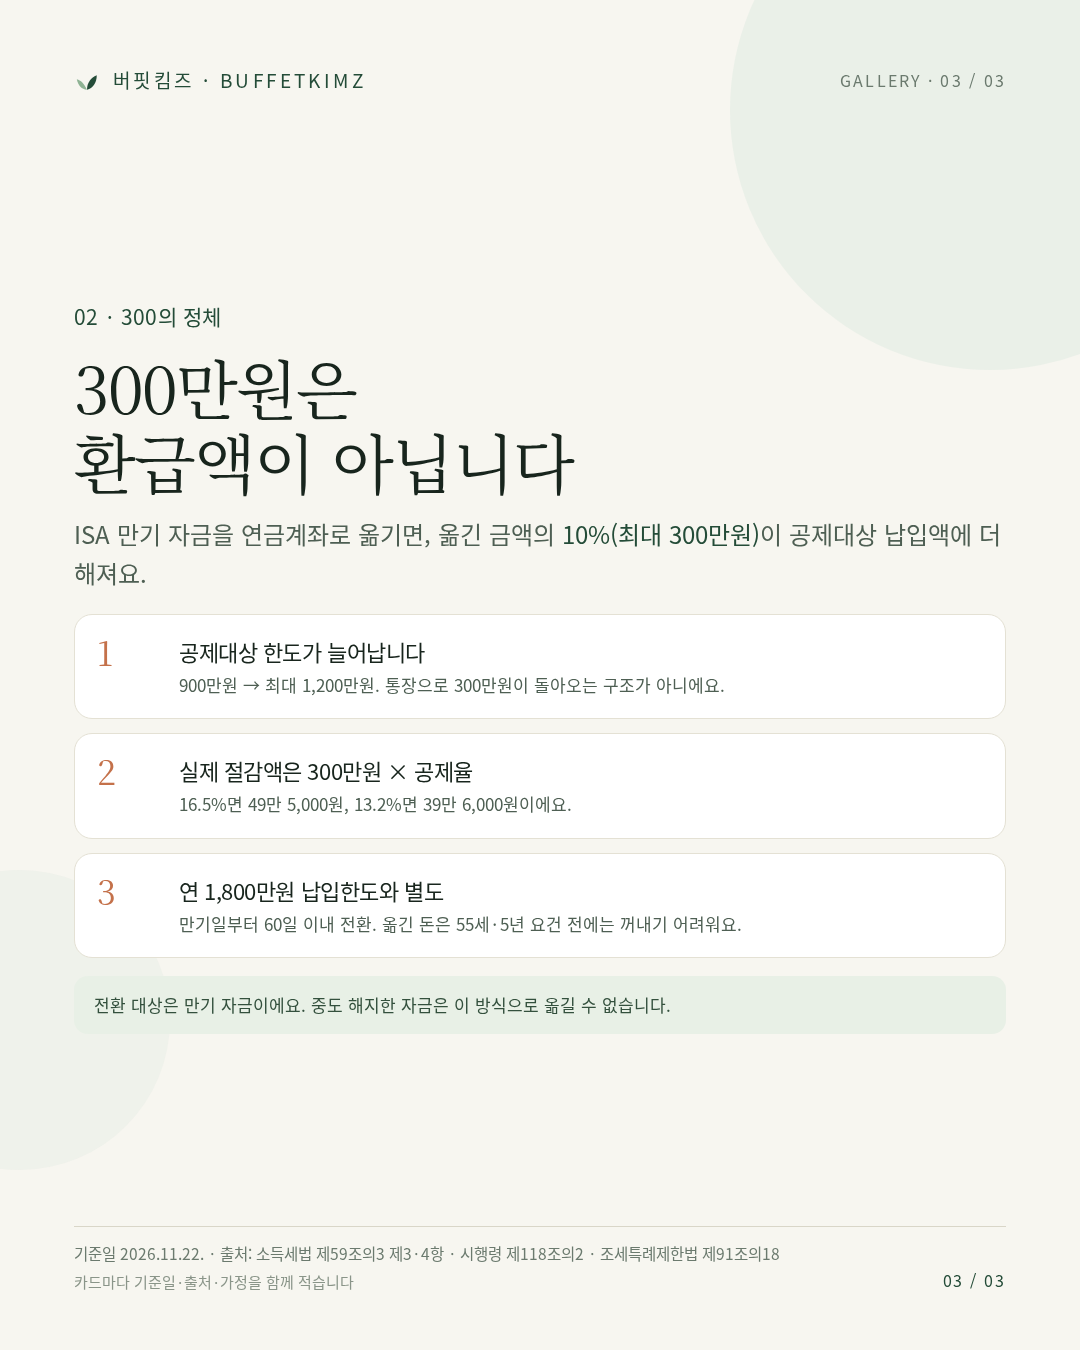 버핏킴즈 · BUFFETKIMZ
GALLERY · 03 / 03
02 · 300의 정체
300만원은
환급액이 아닙니다
ISA 만기 자금을 연금계좌로 옮기면, 옮긴 금액의 10%(최대 300만원)이 공제대상 납입액에 더
해져요.
1
공제대상 한도가 늘어납니다
900만원 → 최대 1,200만원. 통장으로 300만원이 돌아오는 구조가 아니에요.
2
실제 절감액은 300만원 × 공제율
16.5%면 49만 5,000원, 13.2%면 39만 6,000원이에요.
3
연 1,800만원 납입한도와 별도
만기일부터 60일 이내 전환. 옮긴 돈은 55세·5년 요건 전에는 꺼내기 어려워요.
전환 대상은 만기 자금이에요. 중도 해지한 자금은 이 방식으로 옮길 수 없습니다.
기준일 2026.11.22. · 출처: 소득세법 제59조의3 제3·4항 · 시행령 제118조의2 · 조세특례제한법 제91조의18
카드마다 기준일·출처·가정을 함께 적습니다
03 / 03